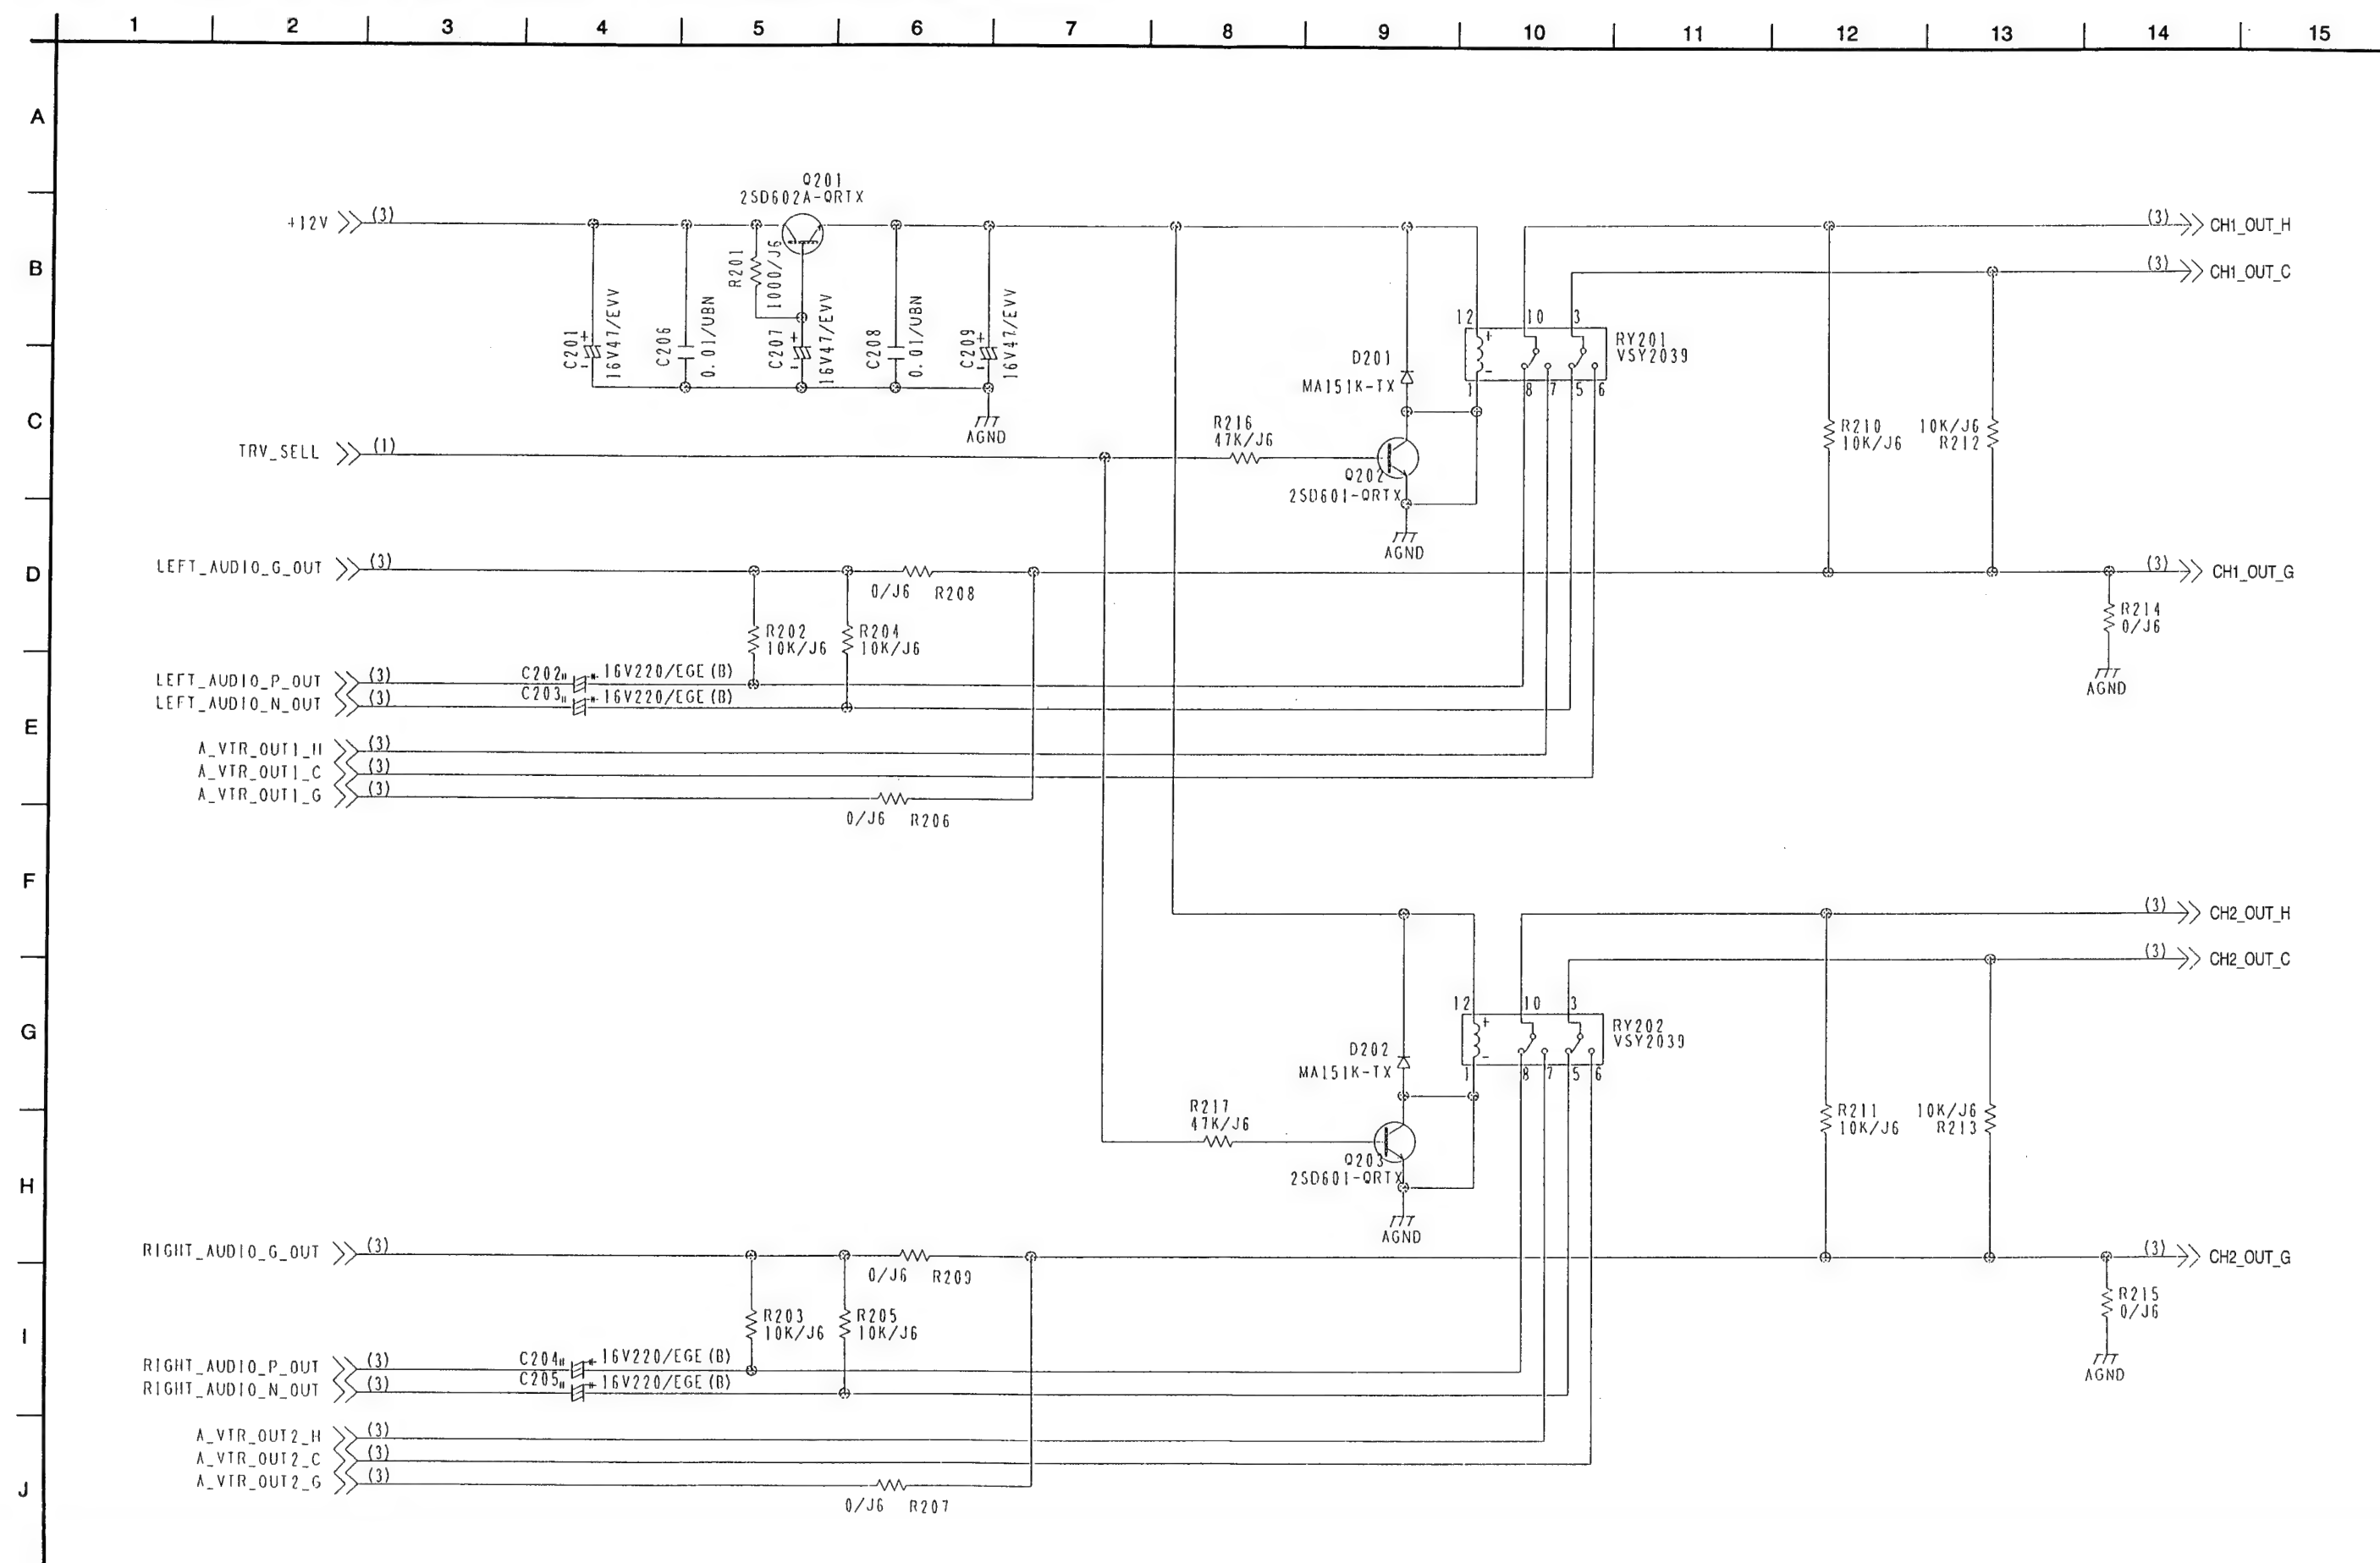 1 2 3 4 5 6 7 8 9 10 11 12 13 14 15
A
B
C
D
E
F
G
H
I
J
Q201
2SD602A-QRTX
+12V (3)
R201
1000/J6
C201
+
-
16V47/EVV
C206
0.01/UBN
C207
+
-
16V47/EVV
C208
0.01/UBN
C209
+
-
16V47/EVV
AGND
(3) CH1_OUT_H
(3) CH1_OUT_C
12 10 3
+
-
1 8 7 5 6
RY201
VSY2039
D201
MA151K-TX
TRV_SELL (1)
R216
47K/J6
Q202
2SD601-QRTX
AGND
R210
10K/J6
10K/J6
R212
LEFT_AUDIO_G_OUT (3)
0/J6 R208
(3) CH1_OUT_G
R202
10K/J6
R204
10K/J6
R214
0/J6
AGND
LEFT_AUDIO_P_OUT (3)
C202 16V220/EGE(B)
LEFT_AUDIO_N_OUT (3)
C203 16V220/EGE(B)
A_VTR_OUT1_H (3)
A_VTR_OUT1_C (3)
A_VTR_OUT1_G (3)
0/J6 R206
(3) CH2_OUT_H
(3) CH2_OUT_C
12 10 3
+
-
1 8 7 5 6
RY202
VSY2039
D202
MA151K-TX
R217
47K/J6
Q203
2SD601-QRTX
AGND
R211
10K/J6
10K/J6
R213
RIGHT_AUDIO_G_OUT (3)
0/J6 R209
(3) CH2_OUT_G
R203
10K/J6
R205
10K/J6
R215
0/J6
AGND
RIGHT_AUDIO_P_OUT (3)
C204 16V220/EGE(B)
RIGHT_AUDIO_N_OUT (3)
C205 16V220/EGE(B)
A_VTR_OUT2_H (3)
A_VTR_OUT2_C (3)
A_VTR_OUT2_G (3)
0/J6 R207